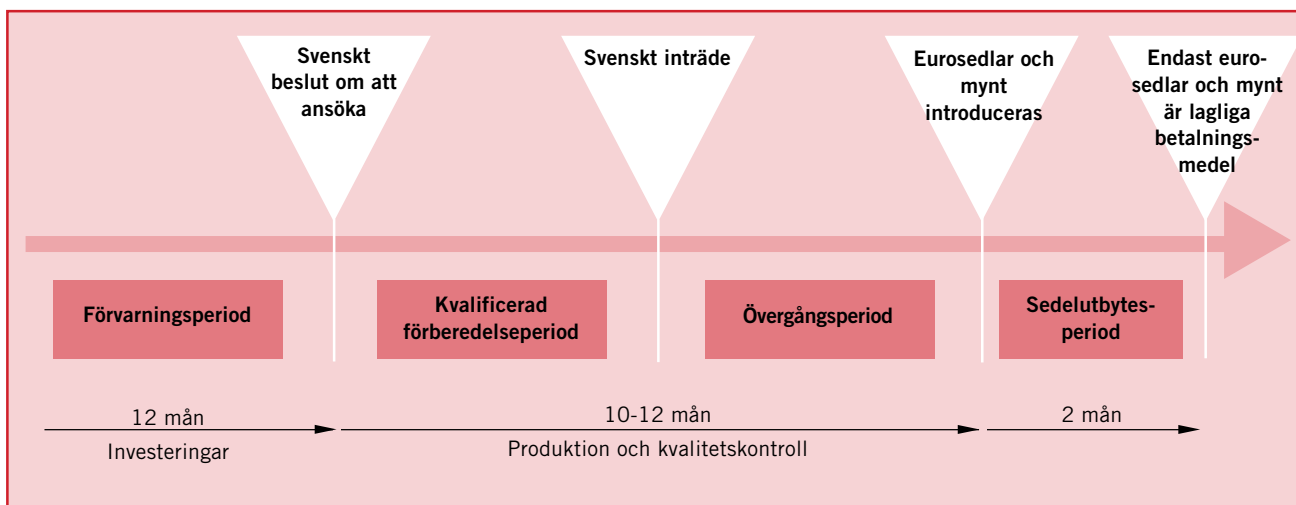 Svenskt
beslut om att
ansöka
Svenskt inträde
Eurosedlar och
mynt
introduceras
Endast euro-
sedlar och mynt
är lagliga
betalnings-
medel
Förvarningsperiod
Kvalificerad
förberedelseperiod
Övergångsperiod
Sedelutbytes-
period
12 mån
Investeringar
10-12 mån
Produktion och kvalitetskontroll
2 mån